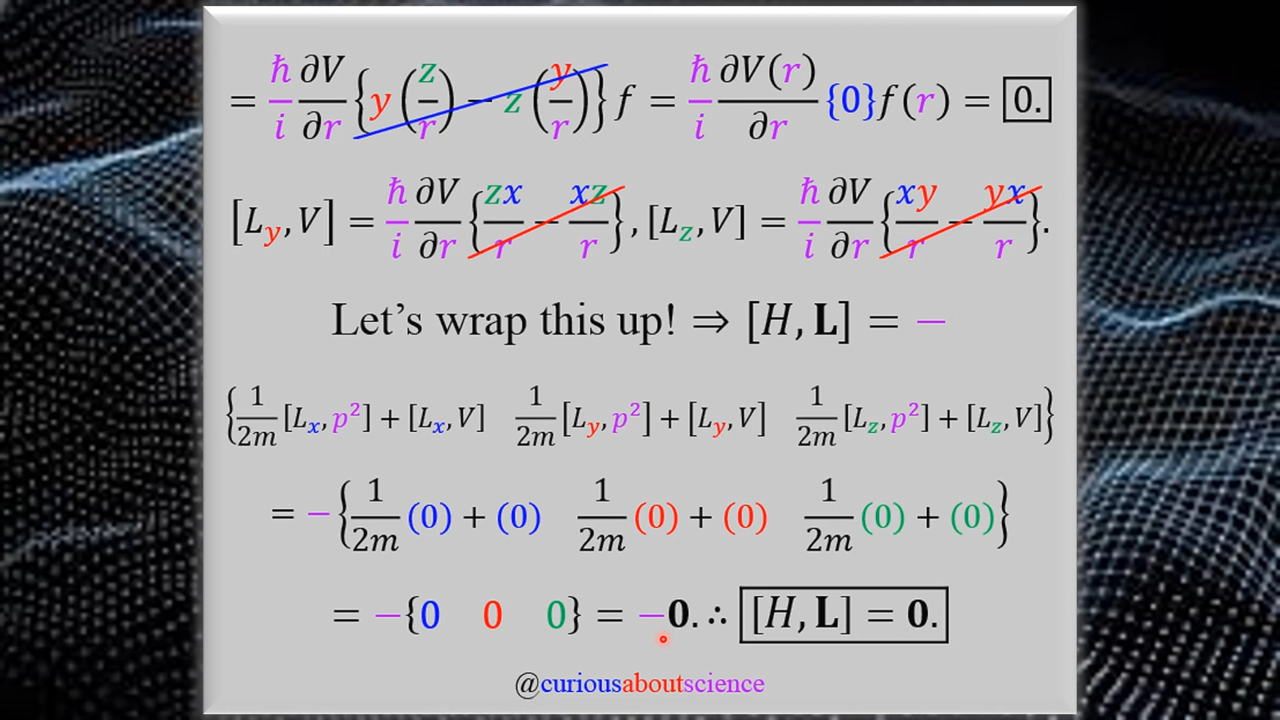 = ħ/i ∂V/∂r {y(z/r) − z(y/r)} f = ħ/i ∂V(r)/∂r {0}f(r) = 0.
[L_y, V] = ħ/i ∂V/∂r {zx/r − xz/r}, [L_z, V] = ħ/i ∂V/∂r {xy/r − yx/r}.
Let’s wrap this up! ⇒ [H, L] = −
{1/2m [L_x, p²] + [L_x, V] 1/2m [L_y, p²] + [L_y, V] 1/2m [L_z, p²] + [L_z, V]}
= −{1/2m (0) + (0) 1/2m (0) + (0) 1/2m (0) + (0)}
= −{0 0 0} = −0. ∴ [H, L] = 0.
@curiousaboutscience